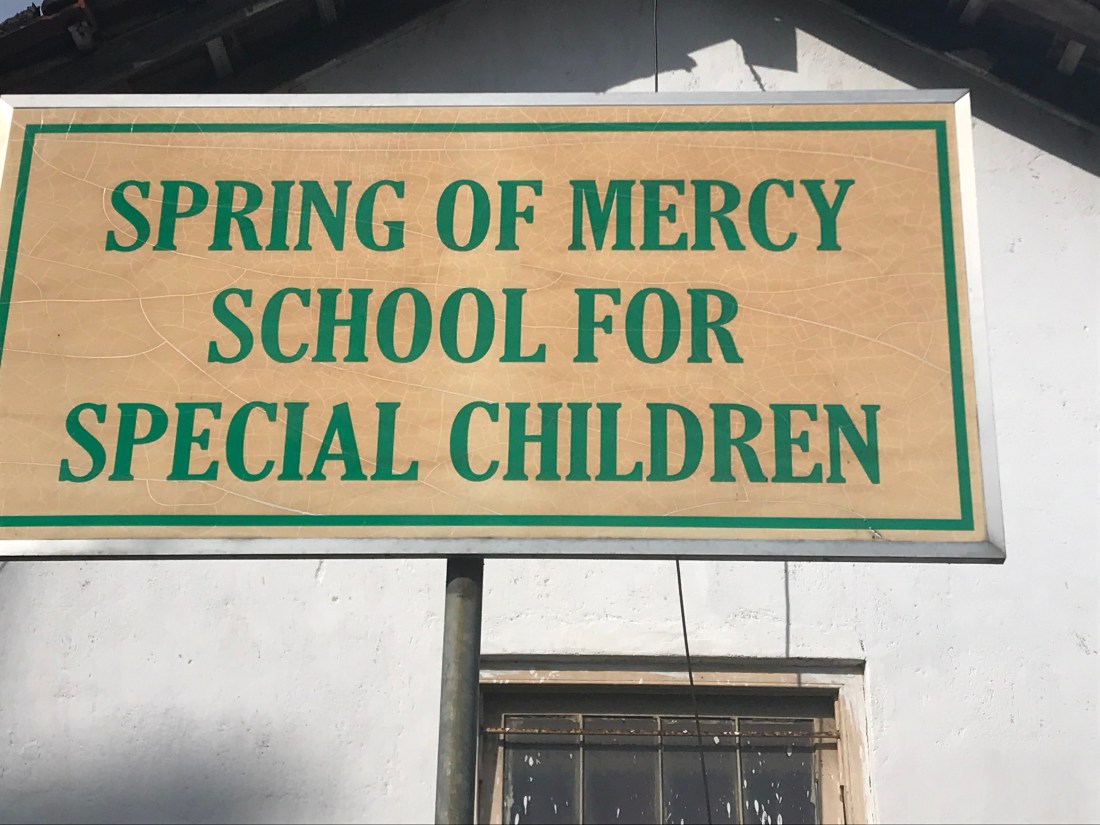 SPRING OF MERCY
SCHOOL FOR
SPECIAL CHILDREN